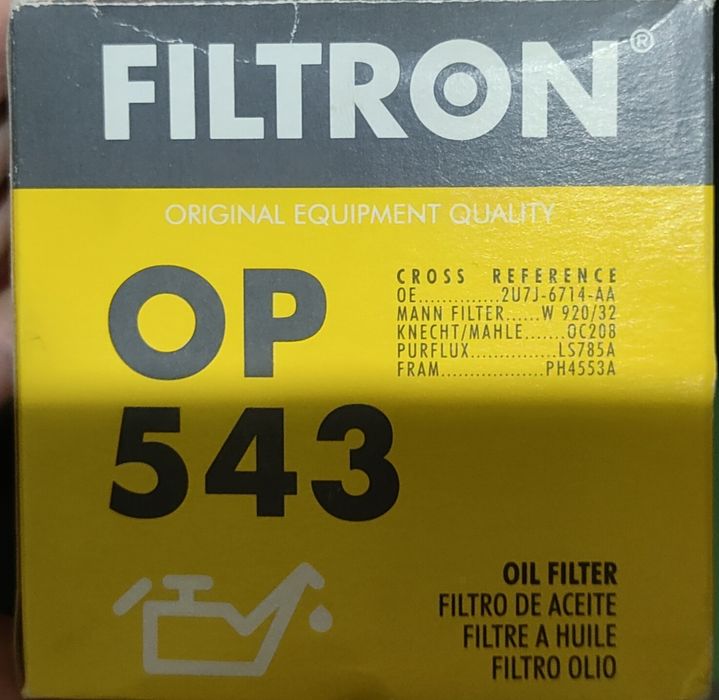 FILTRON®
ORIGINAL EQUIPMENT QUALITY
OP
543
CROSS REFERENCE
OE.............2U7J-6714-AA
MANN FILTER......W 920/32
KNECHT/MAHLE.......OC208
PURFLUX..............LS785A
FRAM.................PH4553A
OIL FILTER
FILTRO DE ACEITE
FILTRE A HUILE
FILTRO OLIO